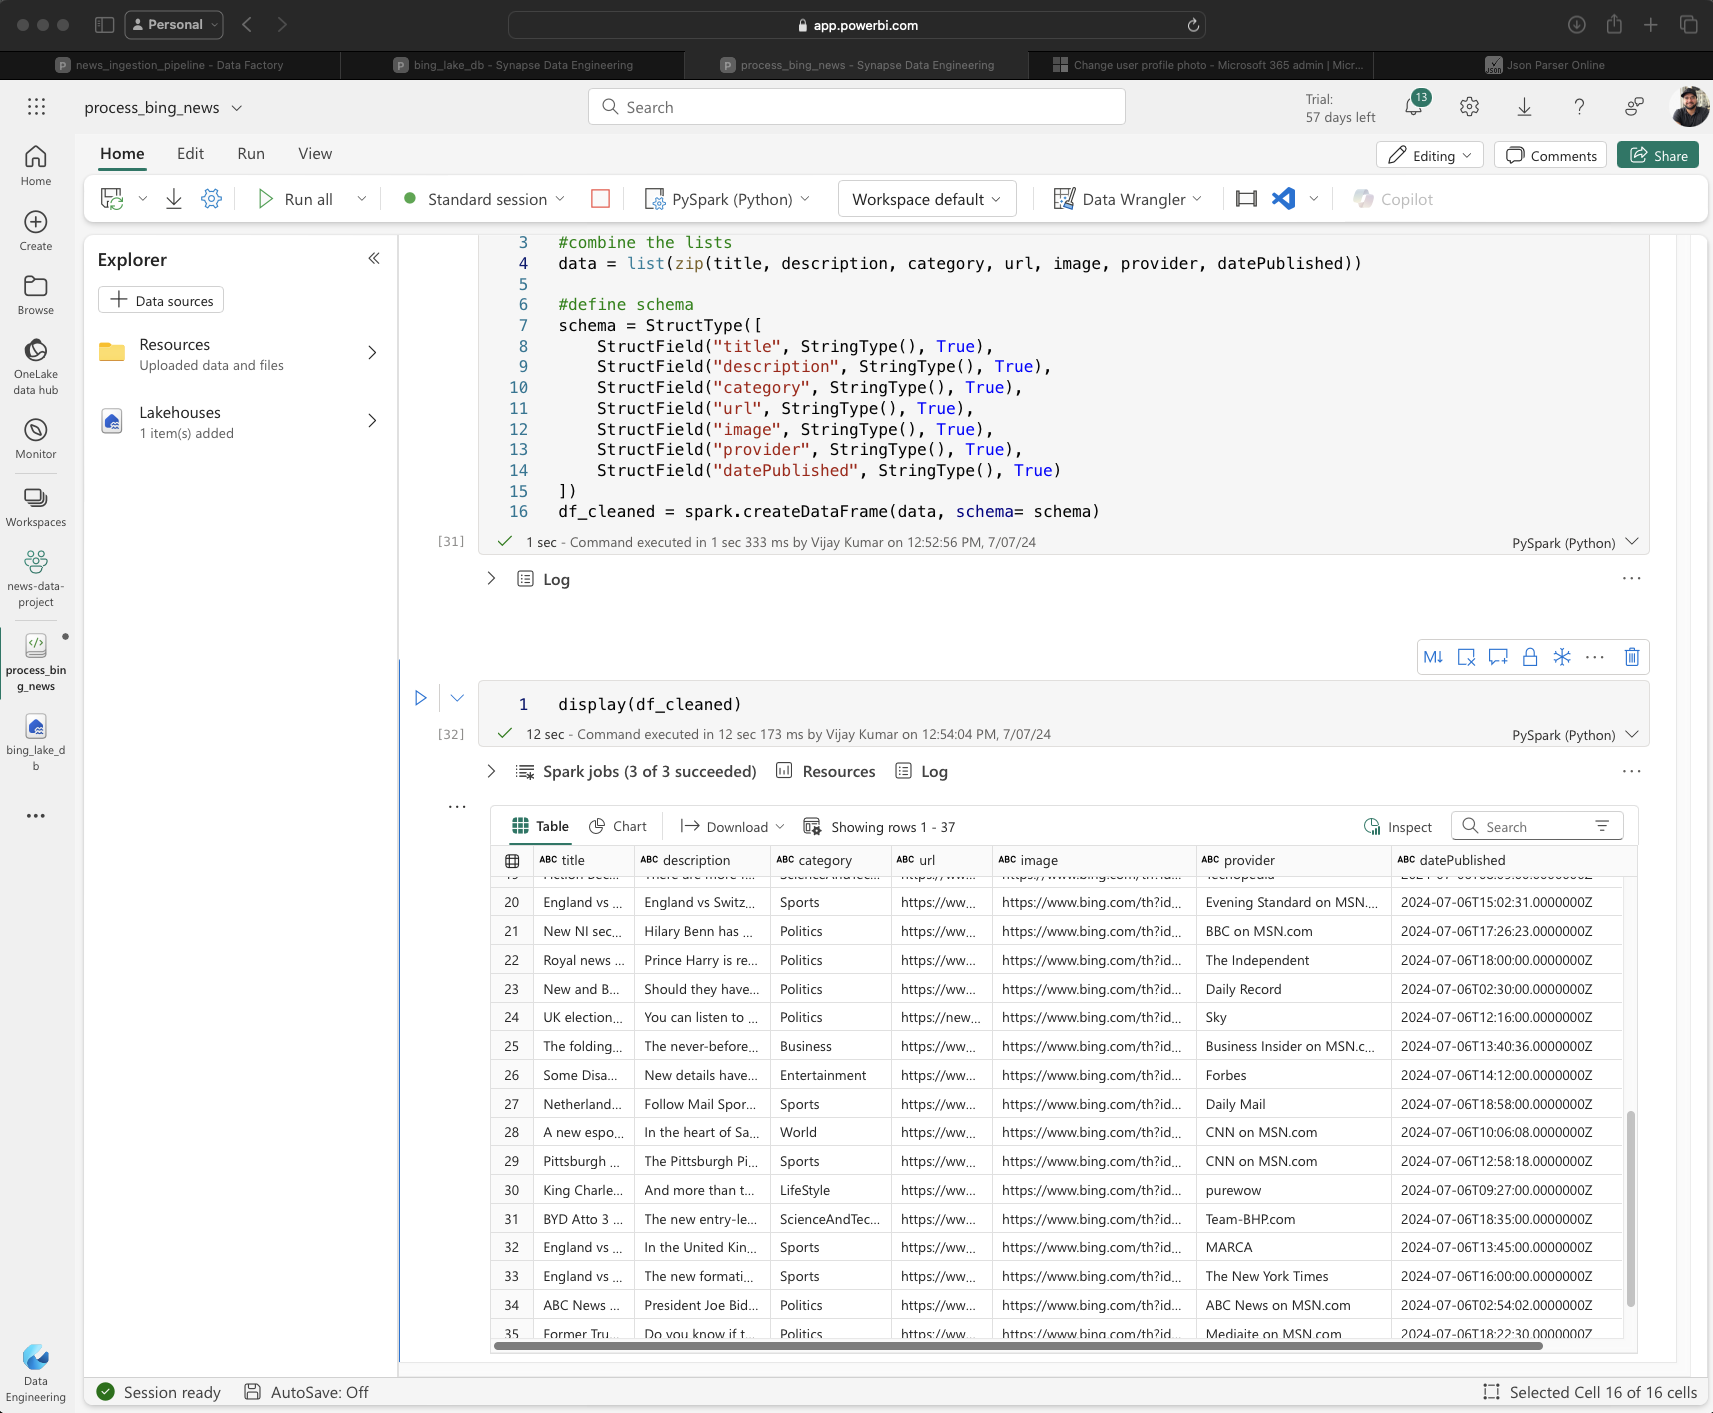 Personal
app.powerbi.com
news_ingestion_pipeline - Data Factory
bing_lake_db - Synapse Data Engineering
process_bing_news - Synapse Data Engineering
Change user profile photo - Microsoft 365 admin | Micr...
Json Parser Online
process_bing_news
Search
Trial:
57 days left
13
Home
Edit
Run
View
Editing
Comments
Share
Run all
Standard session
PySpark (Python)
Workspace default
Data Wrangler
Copilot
Home
Create
Browse
OneLake
data hub
Monitor
Workspaces
news-data-
project
process_bin
g_news
bing_lake_d
b
Data
Engineering
Explorer
Data sources
Resources
Uploaded data and files
Lakehouses
1 item(s) added
3 #combine the lists
4 data = list(zip(title, description, category, url, image, provider, datePublished))
5
6 #define schema
7 schema = StructType([
8 StructField("title", StringType(), True),
9 StructField("description", StringType(), True),
10 StructField("category", StringType(), True),
11 StructField("url", StringType(), True),
12 StructField("image", StringType(), True),
13 StructField("provider", StringType(), True),
14 StructField("datePublished", StringType(), True)
15 ])
16 df_cleaned = spark.createDataFrame(data, schema= schema)
[31] 1 sec - Command executed in 1 sec 333 ms by Vijay Kumar on 12:52:56 PM, 7/07/24 PySpark (Python)
Log
M↓
1 display(df_cleaned)
[32] 12 sec - Command executed in 12 sec 173 ms by Vijay Kumar on 12:54:04 PM, 7/07/24 PySpark (Python)
Spark jobs (3 of 3 succeeded) Resources Log
Table Chart Download Showing rows 1 - 37 Inspect Search
ABC title ABC description ABC category ABC url ABC image ABC provider ABC datePublished
20 England vs ... England vs Switz... Sports https://ww... https://www.bing.com/th?id... Evening Standard on MSN.... 2024-07-06T15:02:31.0000000Z
21 New NI sec... Hilary Benn has ... Politics https://ww... https://www.bing.com/th?id... BBC on MSN.com 2024-07-06T17:26:23.0000000Z
22 Royal news ... Prince Harry is re... Politics https://ww... https://www.bing.com/th?id... The Independent 2024-07-06T18:00:00.0000000Z
23 New and B... Should they have... Politics https://ww... https://www.bing.com/th?id... Daily Record 2024-07-06T02:30:00.0000000Z
24 UK election... You can listen to ... Politics https://new... https://www.bing.com/th?id... Sky 2024-07-06T12:16:00.0000000Z
25 The folding... The never-before... Business https://ww... https://www.bing.com/th?id... Business Insider on MSN.c... 2024-07-06T13:40:36.0000000Z
26 Some Disa... New details have... Entertainment https://ww... https://www.bing.com/th?id... Forbes 2024-07-06T14:12:00.0000000Z
27 Netherland... Follow Mail Spor... Sports https://ww... https://www.bing.com/th?id... Daily Mail 2024-07-06T18:58:00.0000000Z
28 A new espo... In the heart of Sa... World https://ww... https://www.bing.com/th?id... CNN on MSN.com 2024-07-06T10:06:08.0000000Z
29 Pittsburgh ... The Pittsburgh Pi... Sports https://ww... https://www.bing.com/th?id... CNN on MSN.com 2024-07-06T12:58:18.0000000Z
30 King Charle... And more than t... LifeStyle https://ww... https://www.bing.com/th?id... purewow 2024-07-06T09:27:00.0000000Z
31 BYD Atto 3 ... The new entry-le... ScienceAndTec... https://ww... https://www.bing.com/th?id... Team-BHP.com 2024-07-06T18:35:00.0000000Z
32 England vs ... In the United Kin... Sports https://ww... https://www.bing.com/th?id... MARCA 2024-07-06T13:45:00.0000000Z
33 England vs ... The new formati... Sports https://ww... https://www.bing.com/th?id... The New York Times 2024-07-06T16:00:00.0000000Z
34 ABC News ... President Joe Bid... Politics https://ww... https://www.bing.com/th?id... ABC News on MSN.com 2024-07-06T02:54:02.0000000Z
35 Former Tru... Do you know if t... Politics https://ww... https://www.bing.com/th?id... Mediaite on MSN.com 2024-07-06T18:22:30.0000000Z
Session ready AutoSave: Off Selected Cell 16 of 16 cells